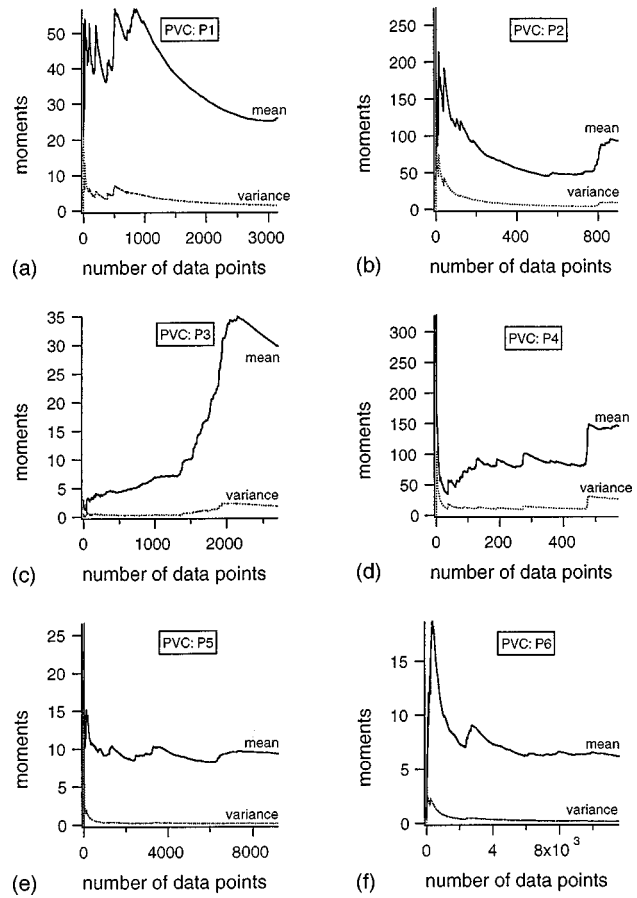 PVC: P1
moments
50
40
30
20
10
0
mean
variance
0 1000 2000 3000
(a) number of data points
PVC: P2
moments
250
200
150
100
50
0
mean
variance
0 400 800
(b) number of data points
PVC: P3
moments
35
30
25
20
15
10
5
0
mean
variance
0 1000 2000
(c) number of data points
PVC: P4
moments
300
250
200
150
100
50
0
mean
variance
0 200 400
(d) number of data points
PVC: P5
moments
25
20
15
10
5
0
mean
variance
0 4000 8000
(e) number of data points
PVC: P6
moments
15
10
5
0
mean
variance
0 4 8x10³
(f) number of data points